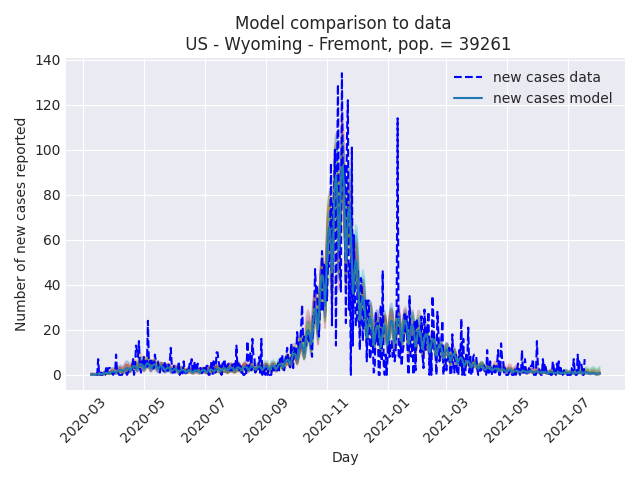 Model comparison to data
US - Wyoming - Fremont, pop. = 39261
140
120
100
80
60
40
20
0
Number of new cases reported
new cases data
new cases model
2020-03
2020-05
2020-07
2020-09
2020-11
2021-01
2021-03
2021-05
2021-07
Day